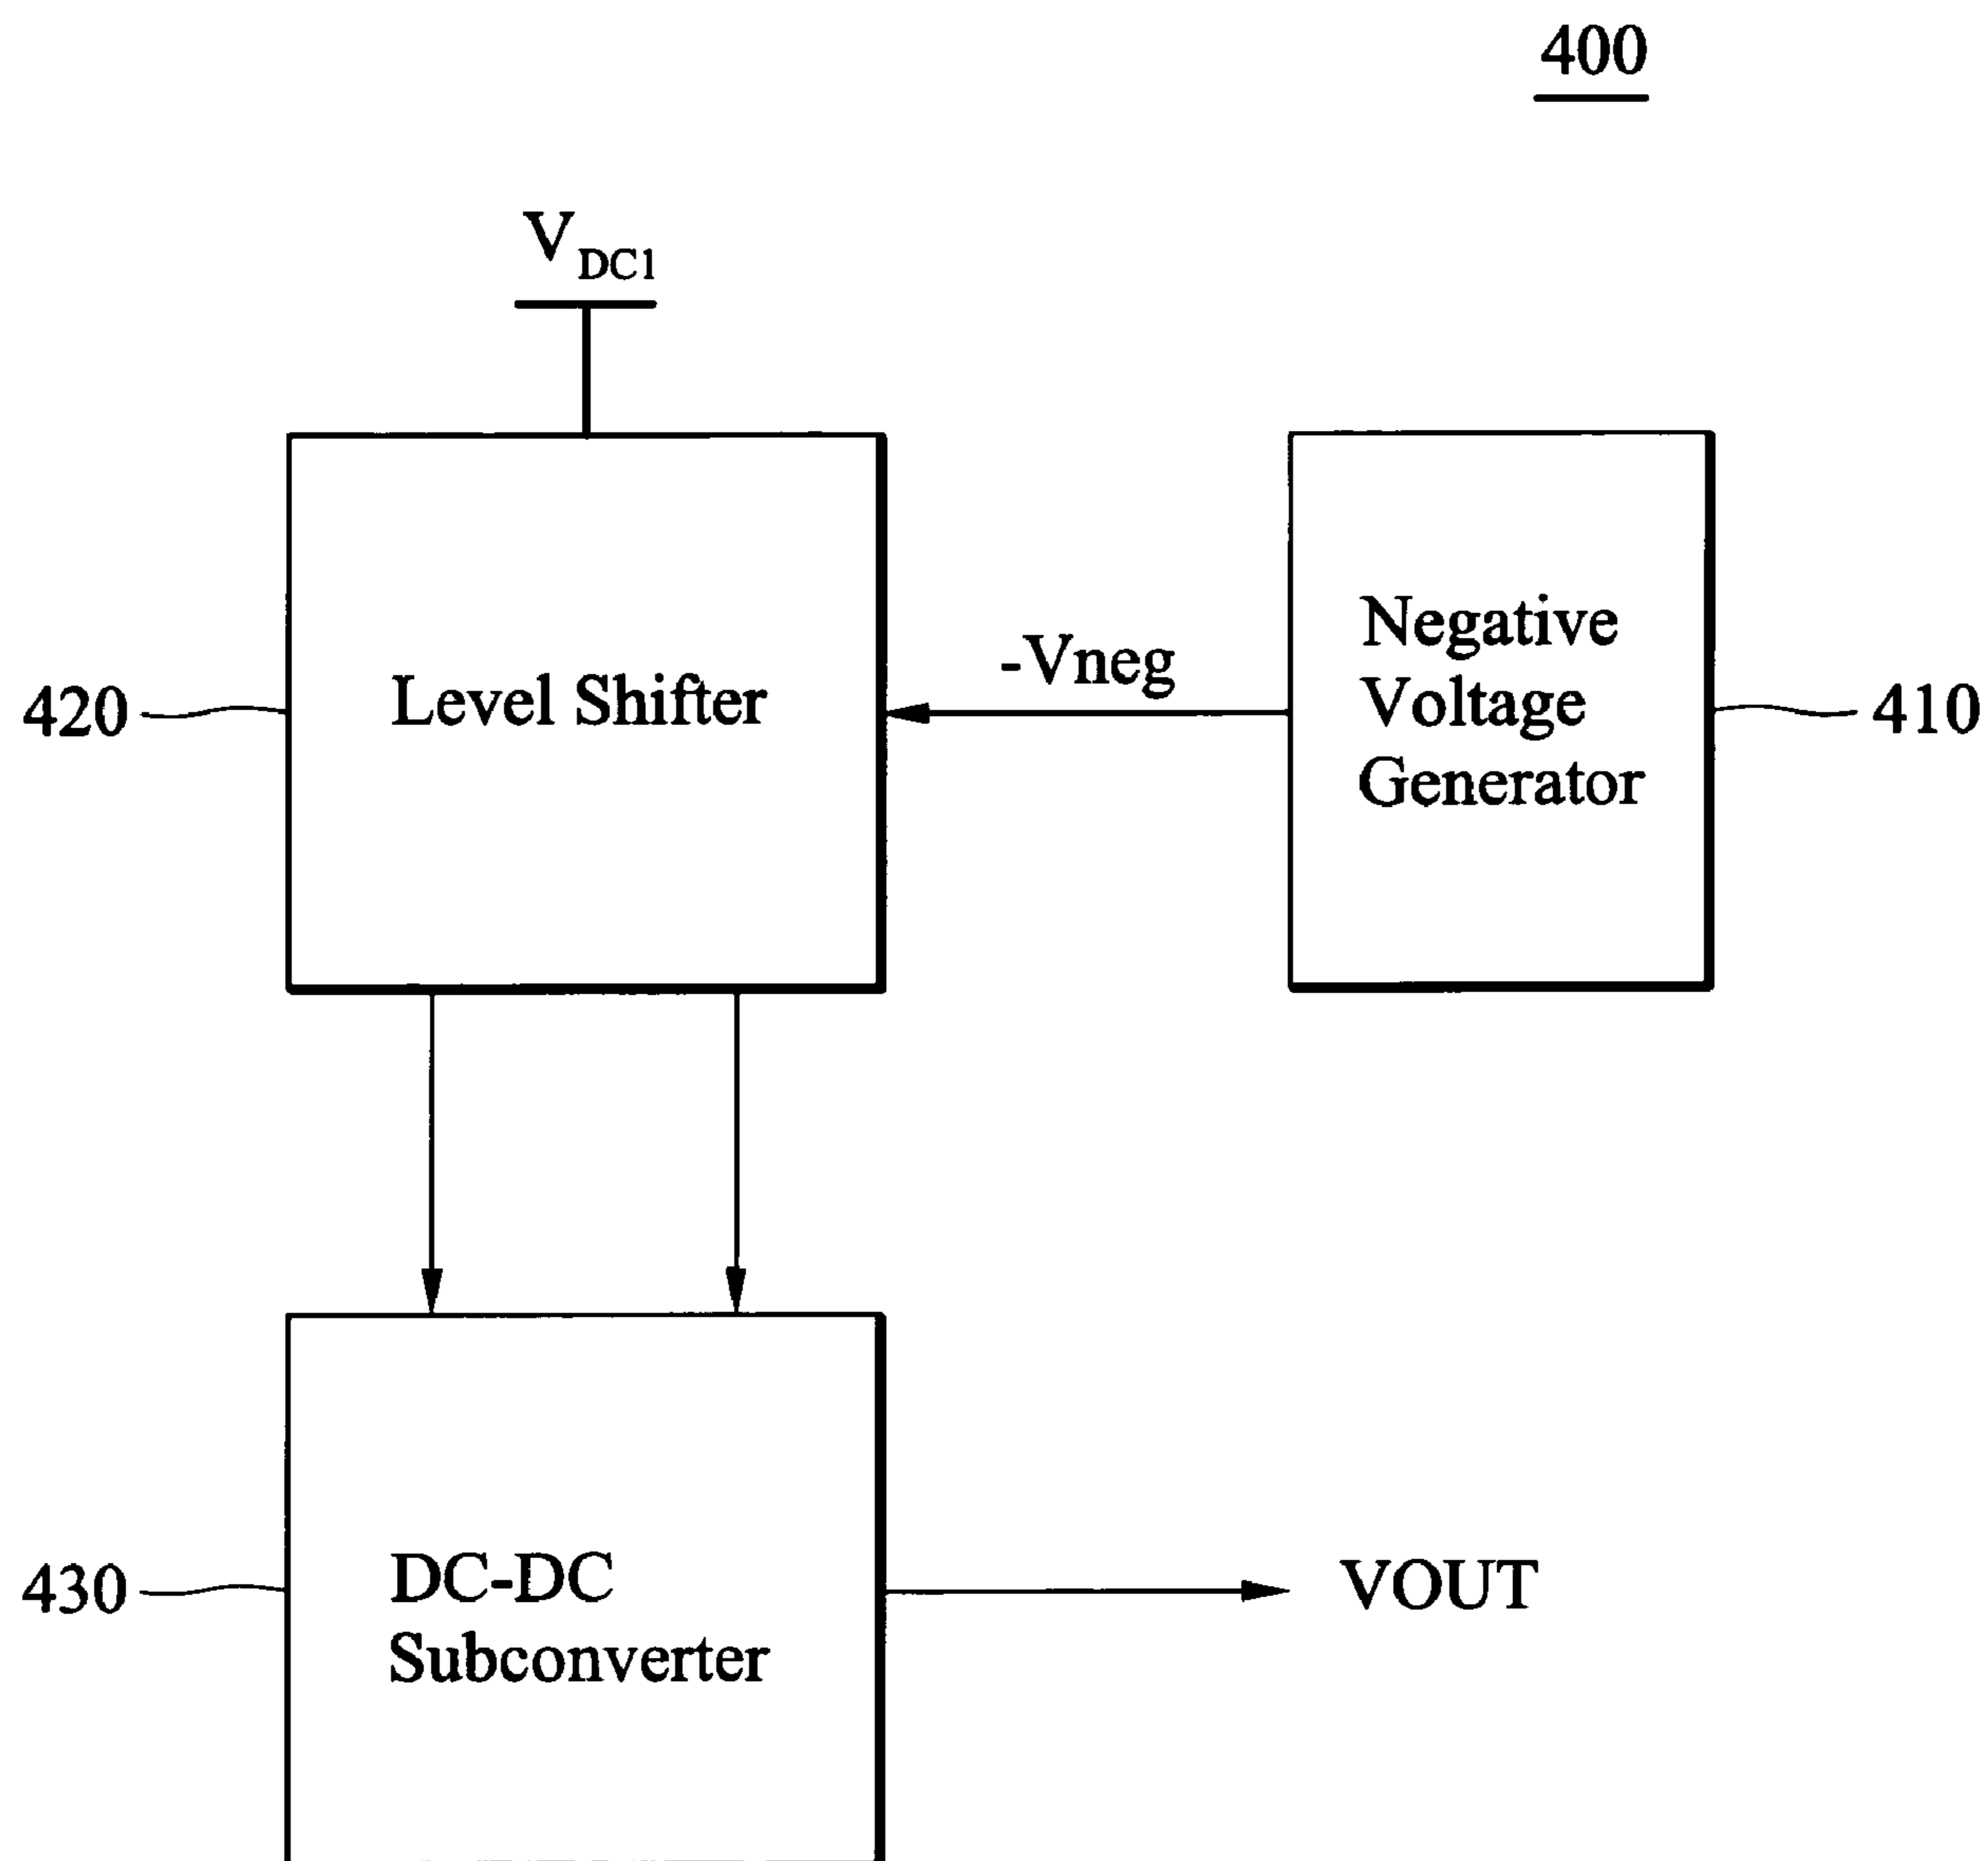 400
V DC1
Negative
Voltage
Generator
-Vneg
Level Shifter
420
410
DC-DC
Subconverter
430
VOUT